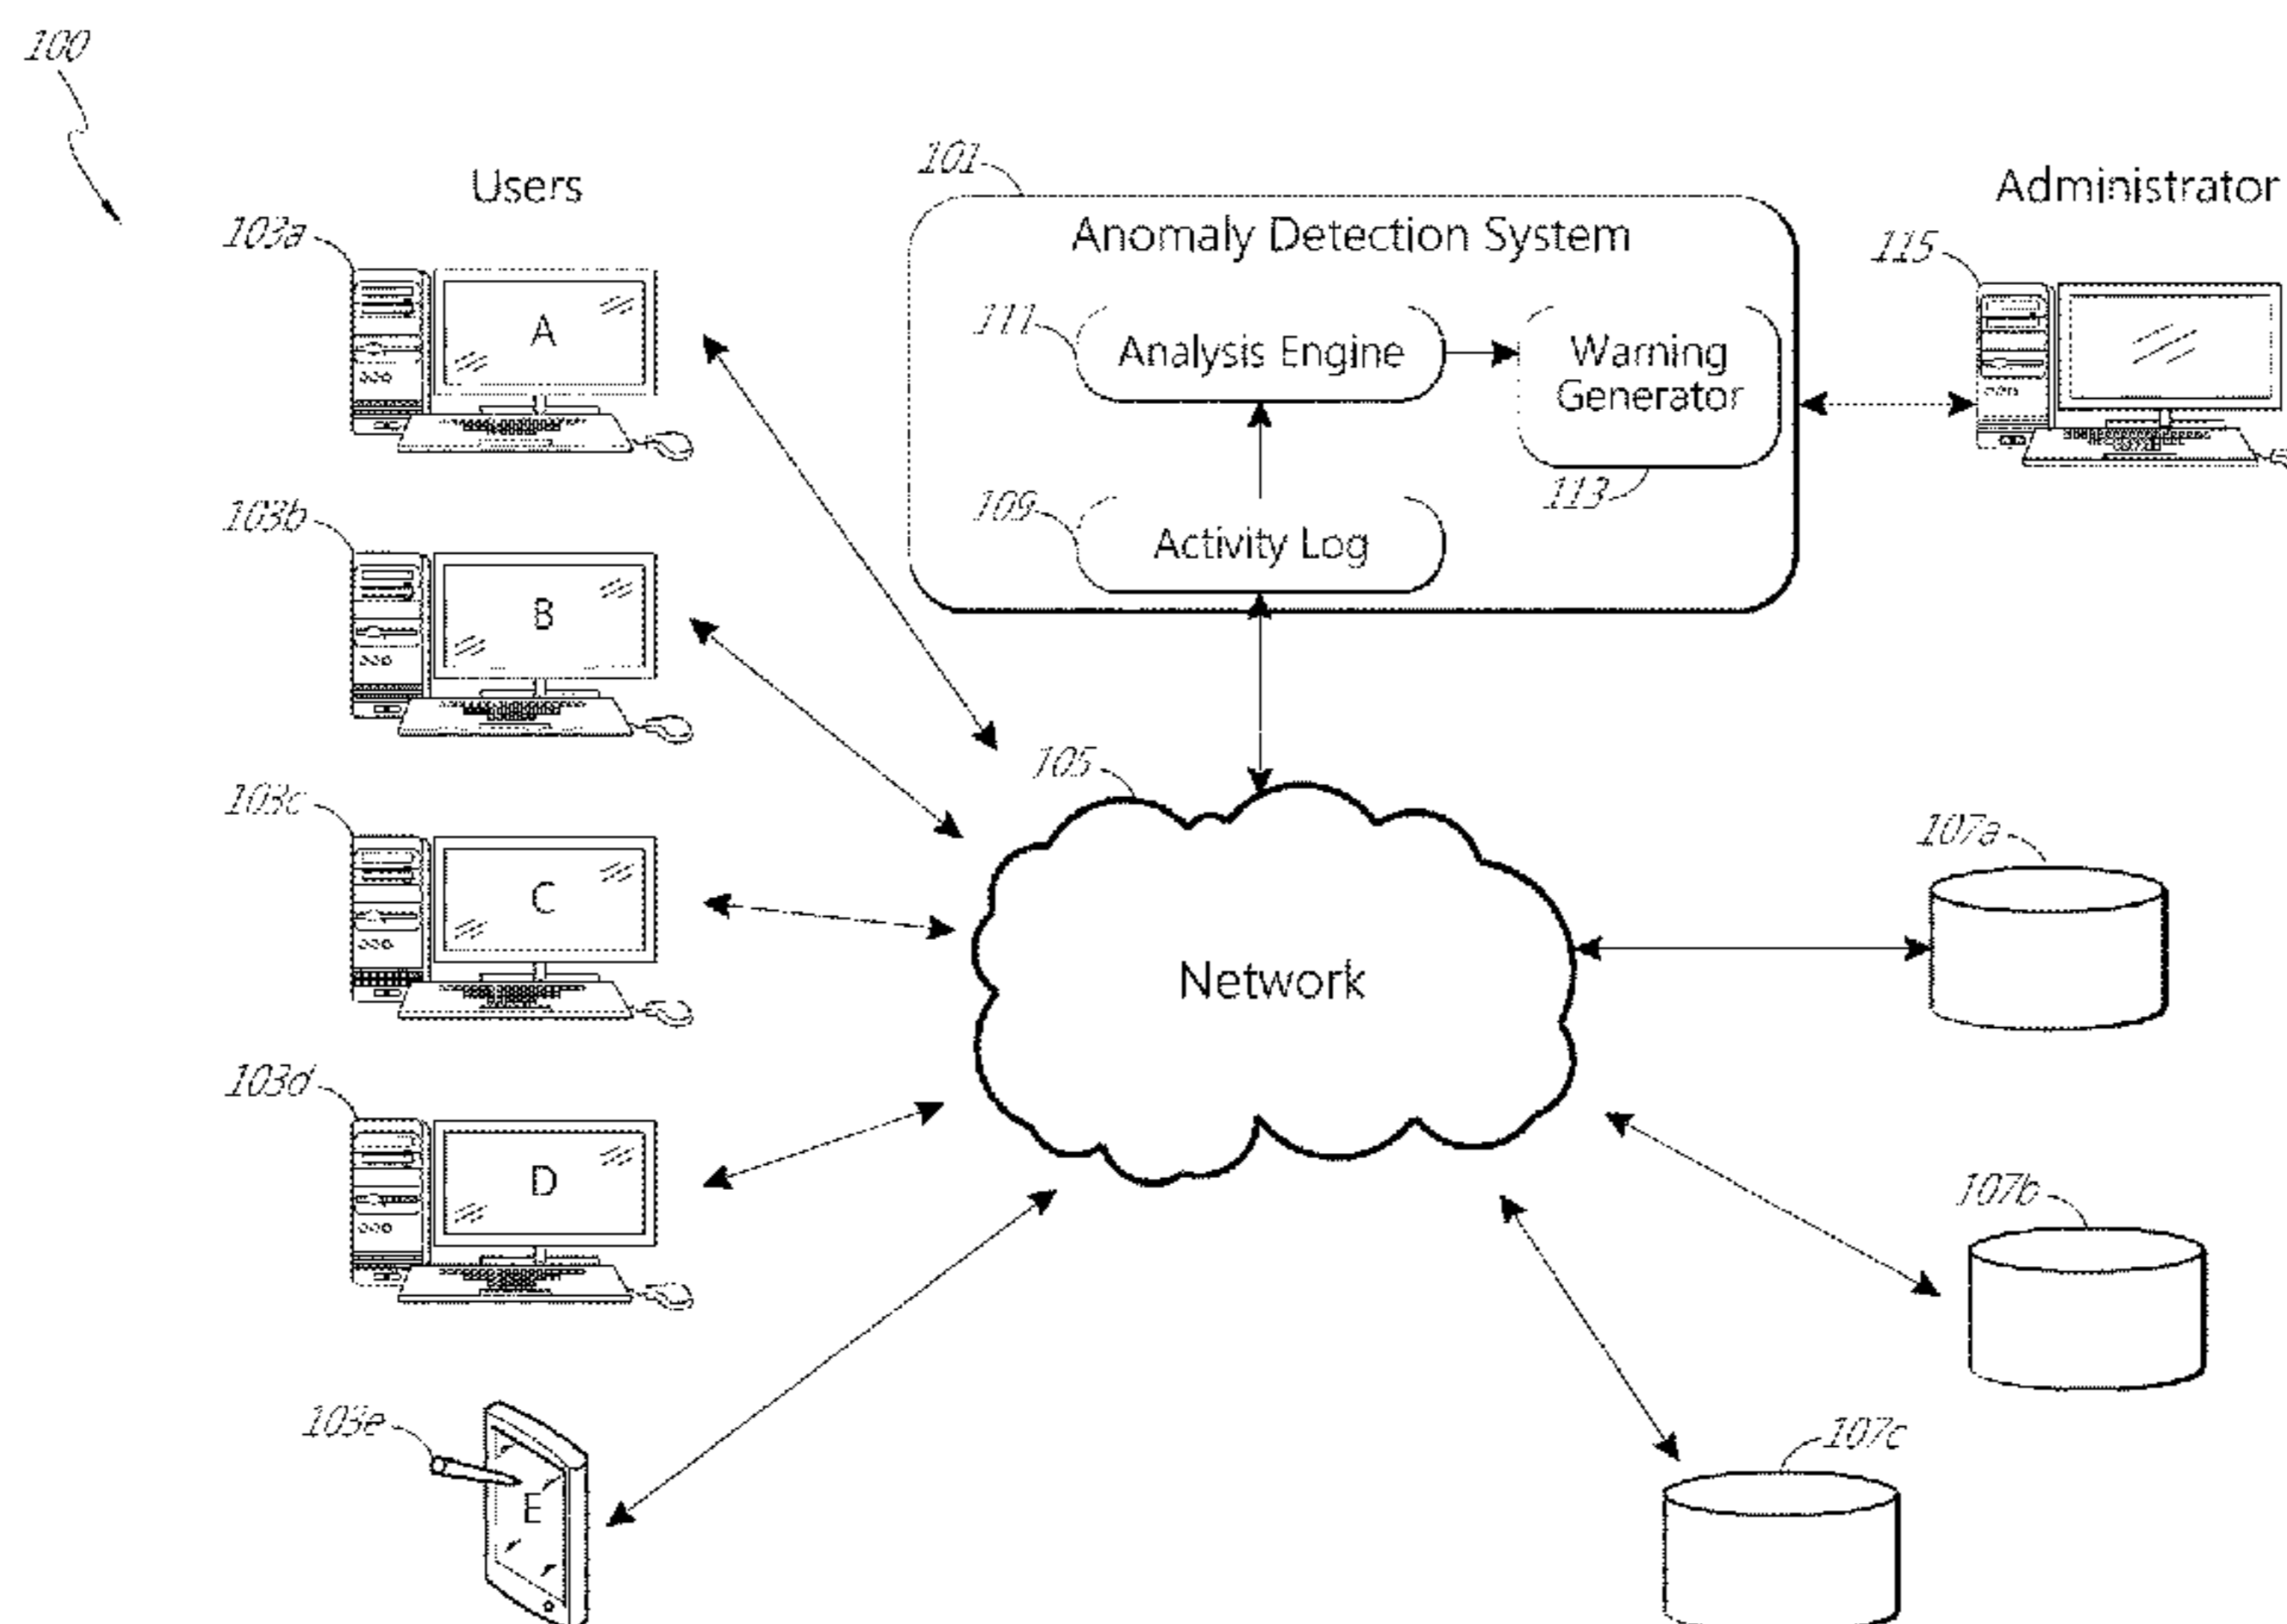 100
Users
101
Administrator
103a
Anomaly Detection System
115
A
111
Analysis Engine
Warning
Generator
103b
109
Activity Log
113
B
103c
105
107a
C
Network
103d
D
107b
103e
107c
E